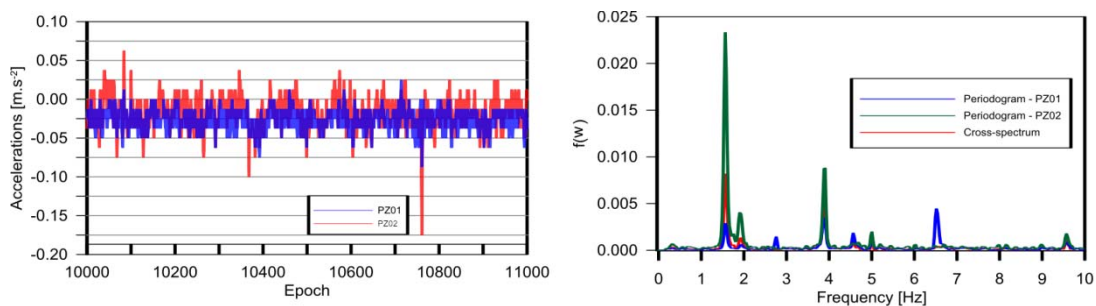 0.10
0.05
0.00
-0.05
-0.10
-0.15
-0.20
Accelerations [m.s⁻²]
PZ01
PZ02
10000 10200 10400 10600 10800 11000
Epoch
0.025
0.020
0.015
0.010
0.005
0.000
f(w)
Periodogram - PZ01
Periodogram - PZ02
Cross-spectrum
0 1 2 3 4 5 6 7 8 9 10
Frequency [Hz]